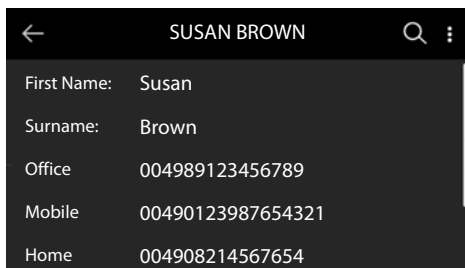 SUSAN BROWN
First Name: Susan
Surname: Brown
Office 004989123456789
Mobile 00490123987654321
Home 004908214567654